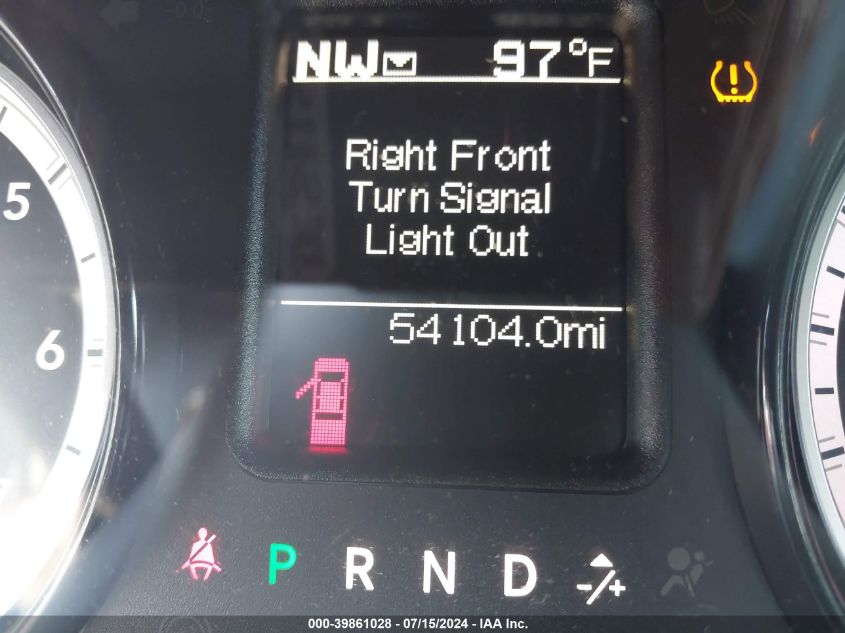 NW 97°F
Right Front
Turn Signal
Light Out
5
54104.0mi
6
P R N D -/+
000-39861028 - 07/15/2024 - IAA Inc.